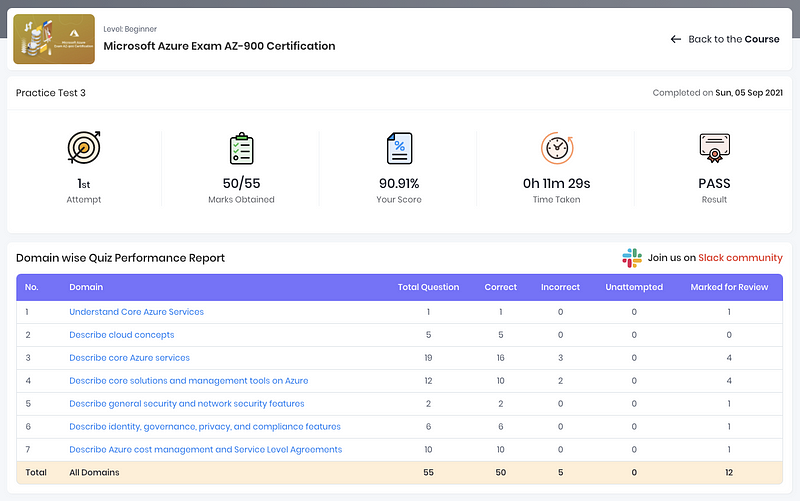 Level: Beginner
Microsoft Azure Exam AZ-900 Certification
Back to the Course
Practice Test 3
Completed on Sun, 05 Sep 2021
1st
Attempt
50/55
Marks Obtained
%
90.91%
Your Score
0h 11m 29s
Time Taken
PASS
Result
Domain wise Quiz Performance Report
Join us on Slack community
No. Domain Total Question Correct Incorrect Unattempted Marked for Review
1 Understand Core Azure Services 1 1 0 0 1
2 Describe cloud concepts 5 5 0 0 0
3 Describe core Azure services 19 16 3 0 4
4 Describe core solutions and management tools on Azure 12 10 2 0 4
5 Describe general security and network security features 2 2 0 0 1
6 Describe identity, governance, privacy, and compliance features 6 6 0 0 1
7 Describe Azure cost management and Service Level Agreements 10 10 0 0 1
Total All Domains 55 50 5 0 12